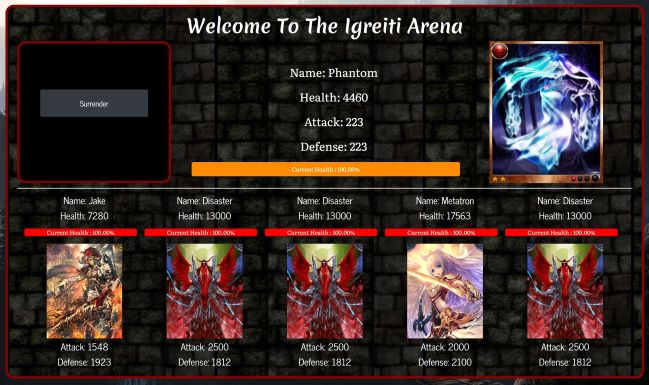 Welcome To The Igreiti Arena
Surrender
Name: Phantom
Health: 4460
Attack: 223
Defense: 223
Current Health : 100.00%
Name: Jake
Health: 7280
Current Health : 100.00%
Attack: 1548
Defense: 1923
Name: Disaster
Health: 13000
Current Health : 100.00%
Attack: 2500
Defense: 1812
Name: Disaster
Health: 13000
Current Health : 100.00%
Attack: 2500
Defense: 1812
Name: Metatron
Health: 17563
Current Health : 100.00%
Attack: 2000
Defense: 2100
Name: Disaster
Health: 13000
Current Health : 100.00%
Attack: 2500
Defense: 1812